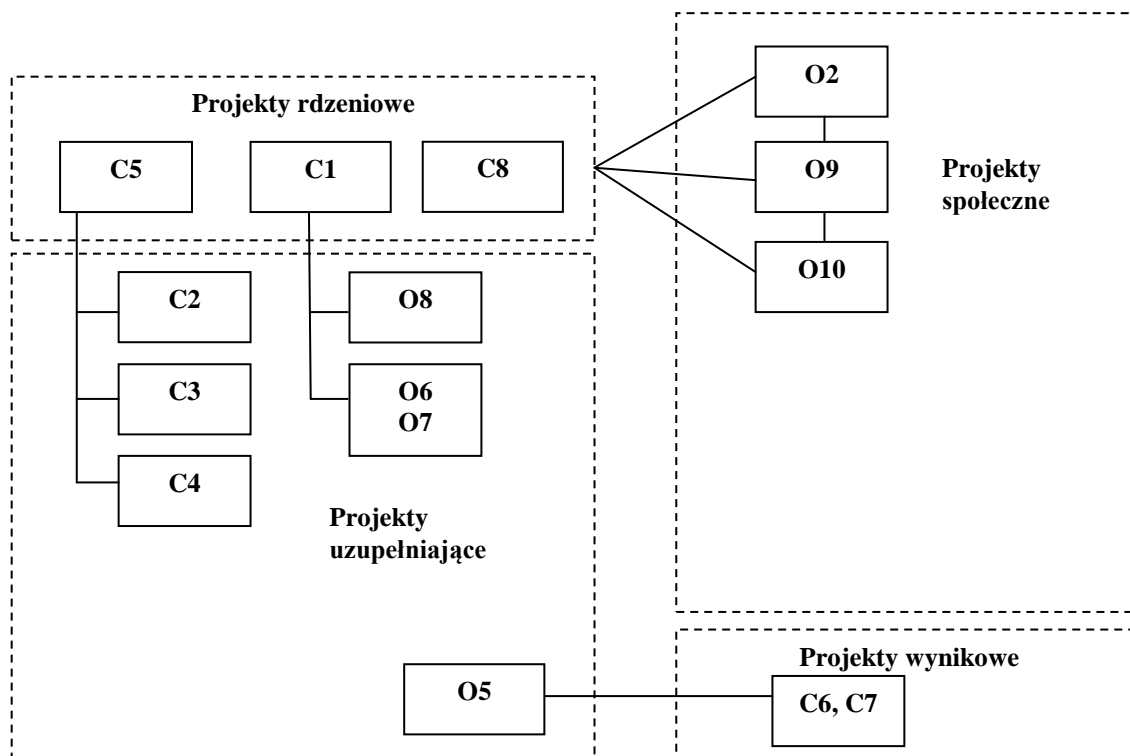 Projekty rdzeniowe
C5
C1
C8
O2
O9
O10
Projekty
społeczne
C2
C3
C4
O8
O6
O7
Projekty
uzupełniające
O5
Projekty wynikowe
C6, C7